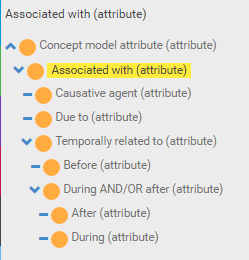 Associated with (attribute)
Concept model attribute (attribute)
Associated with (attribute)
Causative agent (attribute)
Due to (attribute)
Temporally related to (attribute)
Before (attribute)
During AND/OR after (attribute)
After (attribute)
During (attribute)